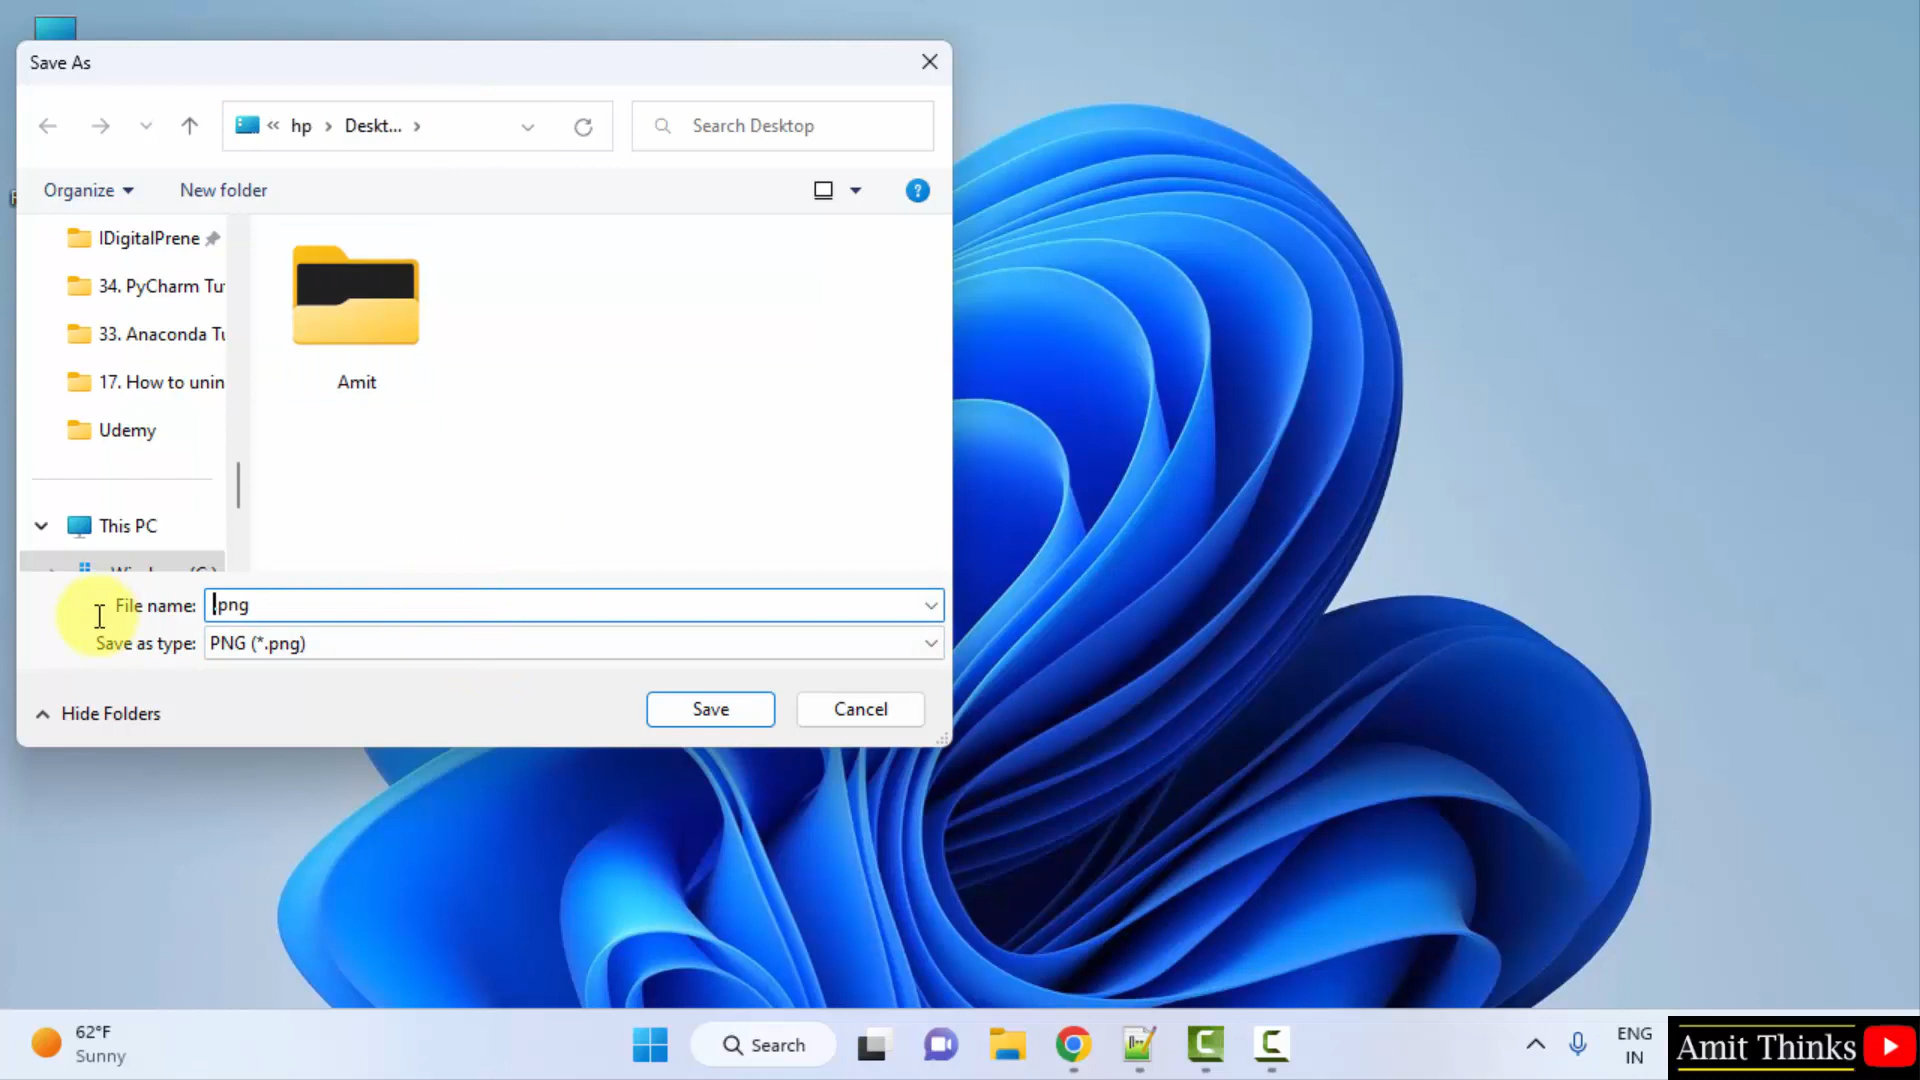 Save As
hp
Deskt...
Search Desktop
Organize
New folder
?
IDigitalPrene
34. PyCharm Tu
33. Anaconda Tu
17. How to unin
Udemy
Amit
This PC
File name: .png
Save as type: PNG (*.png)
Hide Folders
Save
Cancel
62°F
Sunny
Search
ENG
IN
Amit Thinks